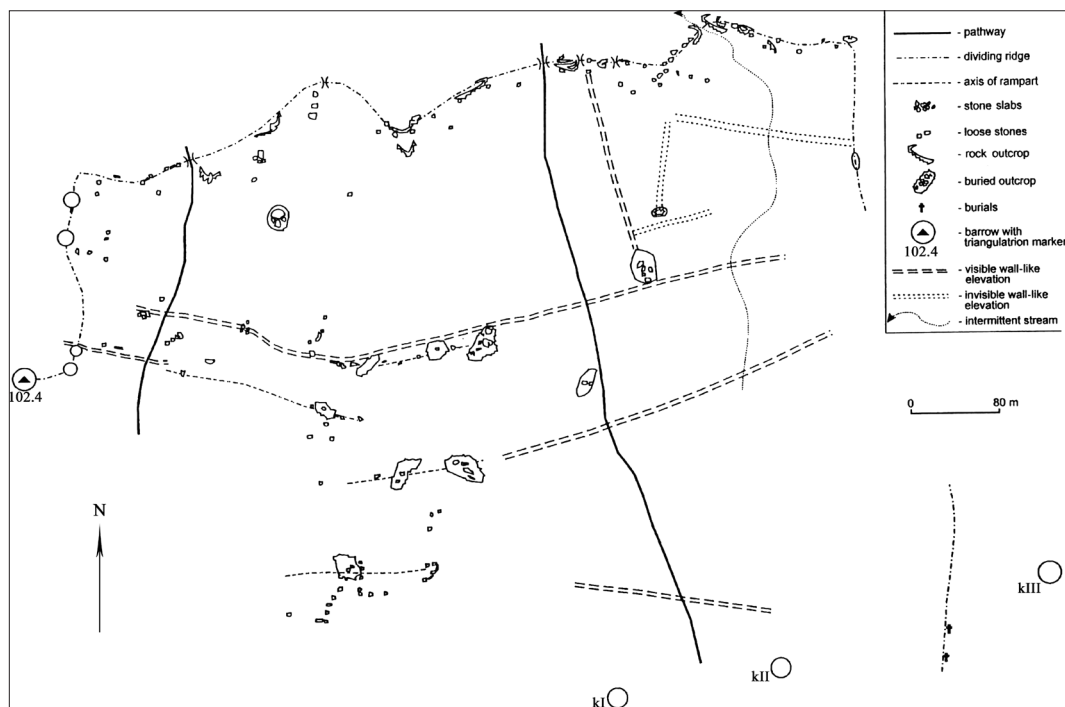 - pathway
- dividing ridge
- axis of rampart
- stone slabs
- loose stones
- rock outcrop
- buried outcrop
- burials
- barrow with
triangulatrion marker
102.4
- visible wall-like
elevation
- invisible wall-like
elevation
- intermittent stream
0 80 m
102.4
N
kIII
kII
kI